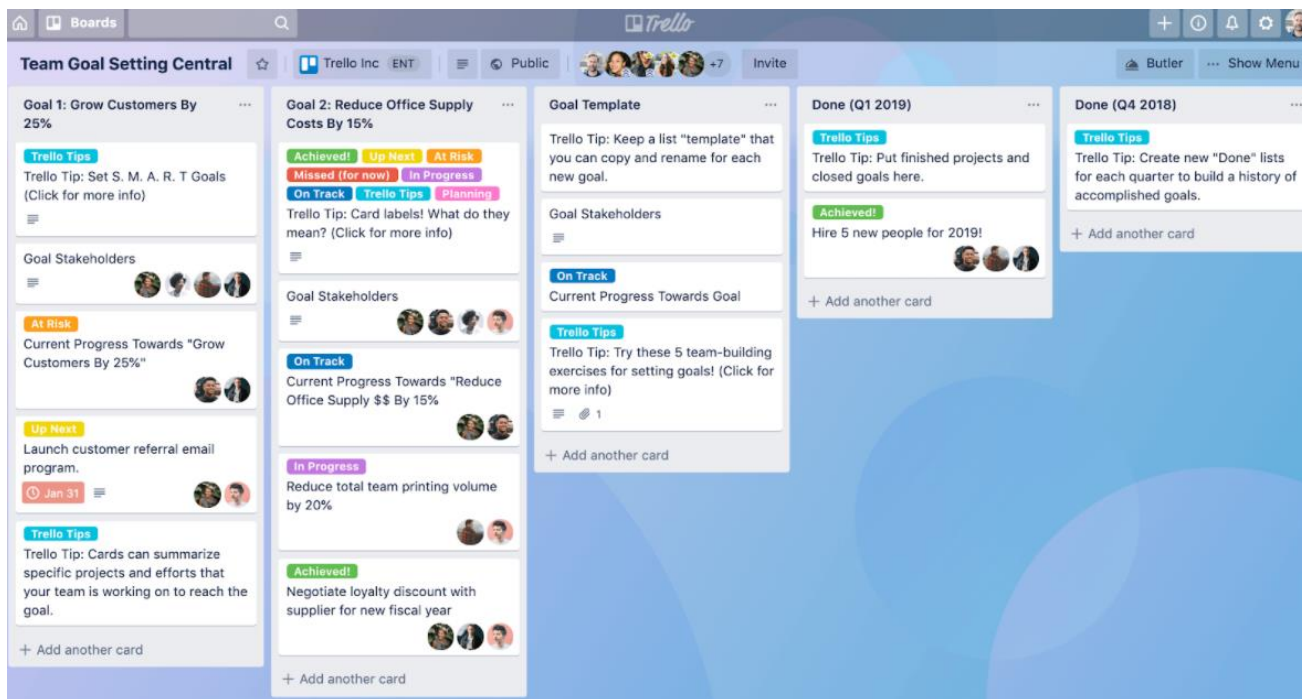 Boards
Trello
Team Goal Setting Central
Trello Inc ENT
Public
+7
Invite
Butler
... Show Menu
Goal 1: Grow Customers By
25%
Trello Tips
Trello Tip: Set S. M. A. R. T Goals
(Click for more info)
Goal Stakeholders
At Risk
Current Progress Towards "Grow
Customers By 25%"
Up Next
Launch customer referral email
program.
Jan 31
Trello Tips
Trello Tip: Cards can summarize
specific projects and efforts that
your team is working on to reach the
goal.
+ Add another card
Goal 2: Reduce Office Supply
Costs By 15%
Achieved! Up Next At Risk
Missed (for now) In Progress
On Track Trello Tips Planning
Trello Tip: Card labels! What do they
mean? (Click for more info)
Goal Stakeholders
On Track
Current Progress Towards "Reduce
Office Supply $$ By 15%
In Progress
Reduce total team printing volume
by 20%
Achieved!
Negotiate loyalty discount with
supplier for new fiscal year
+ Add another card
Goal Template
Trello Tip: Keep a list "template" that
you can copy and rename for each
new goal.
Goal Stakeholders
On Track
Current Progress Towards Goal
Trello Tips
Trello Tip: Try these 5 team-building
exercises for setting goals! (Click for
more info)
1
+ Add another card
Done (Q1 2019)
Trello Tips
Trello Tip: Put finished projects and
closed goals here.
Achieved!
Hire 5 new people for 2019!
+ Add another card
Done (Q4 2018)
Trello Tips
Trello Tip: Create new "Done" lists
for each quarter to build a history of
accomplished goals.
+ Add another card